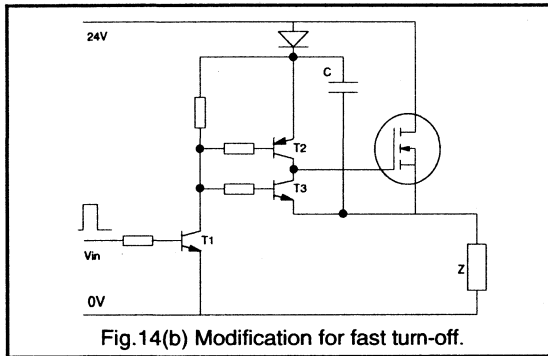 24V
C
T2
T3
T1
Vin
Z
0V
Fig.14(b) Modification for fast turn-off.